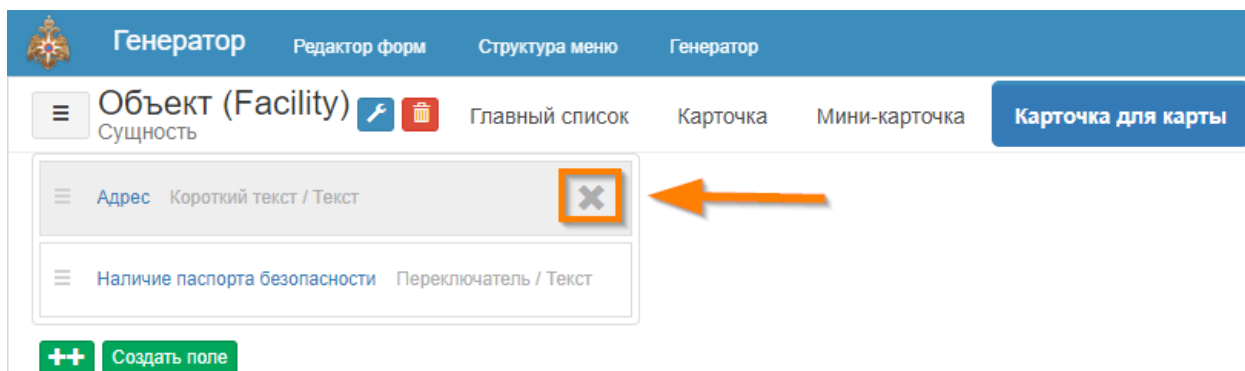 Генератор Редактор форм Структура меню Генератор
Объект (Facility) Главный список Карточка Мини-карточка Карточка для карты
Сущность
Адрес Короткий текст / Текст
Наличие паспорта безопасности Переключатель / Текст
++ Создать поле